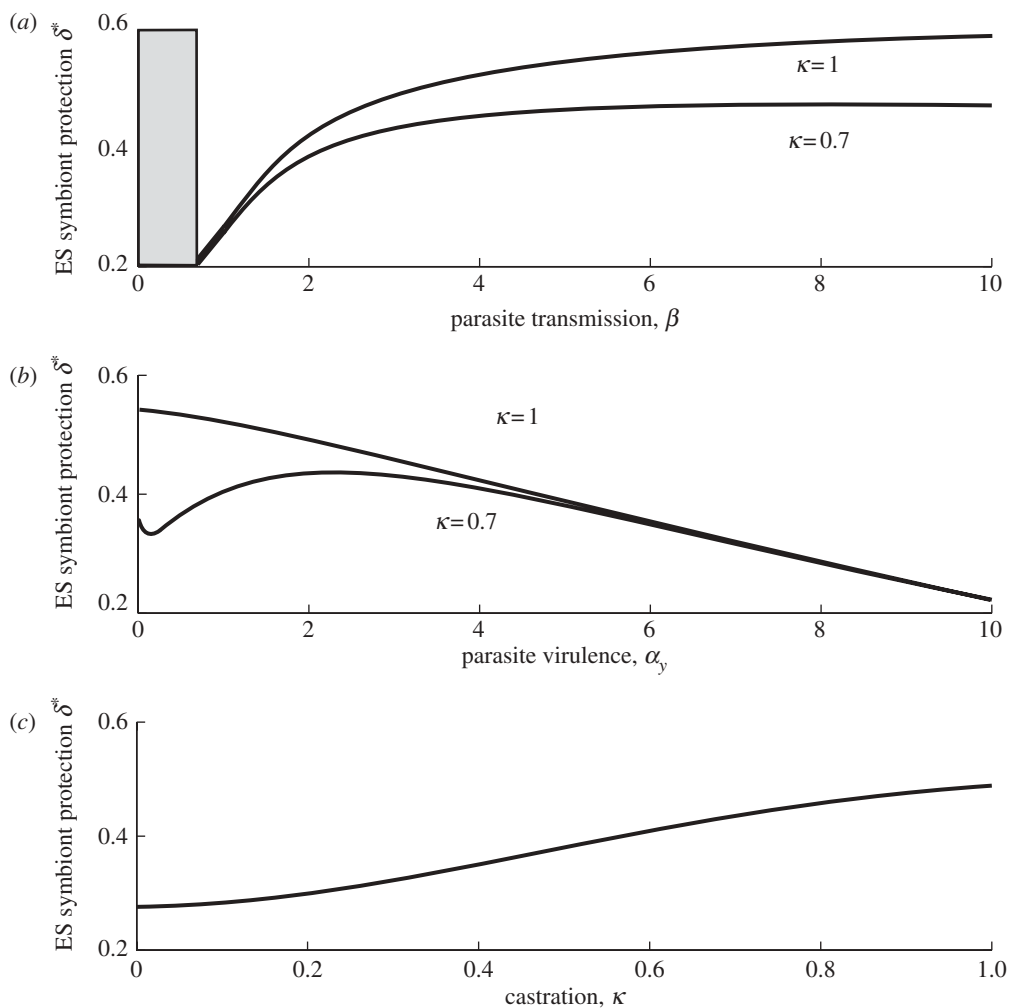 (a)
0.6
0.4
0.2
ES symbiont protection δ*
κ=1
κ=0.7
0 2 4 6 8 10
parasite transmission, β
(b)
0.6
0.4
0.2
ES symbiont protection δ*
κ=1
κ=0.7
0 2 4 6 8 10
parasite virulence, αy
(c)
0.6
0.4
0.2
ES symbiont protection δ*
0 0.2 0.4 0.6 0.8 1.0
castration, κ